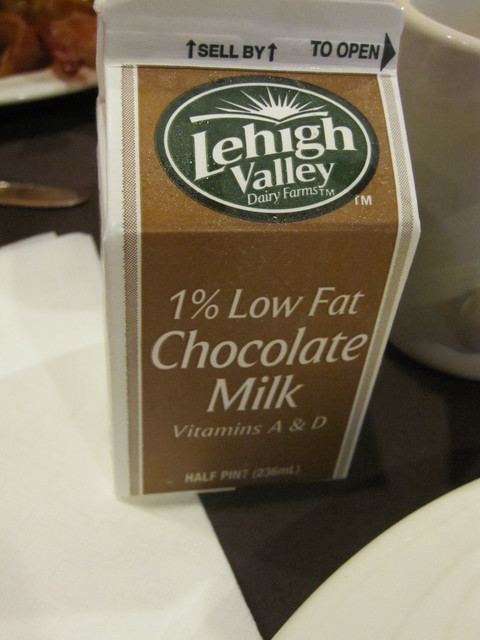 ↑SELL BY↑ TO OPEN
Lehigh
Valley
Dairy Farms™ ™
1% Low Fat
Chocolate
Milk
Vitamins A & D
HALF PINT (236mL)